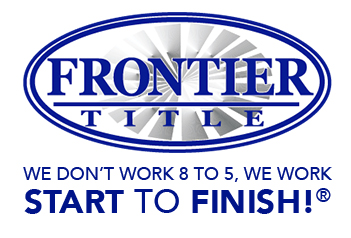 FRONTIER
TITLE
WE DON'T WORK 8 TO 5, WE WORK
START TO FINISH!®